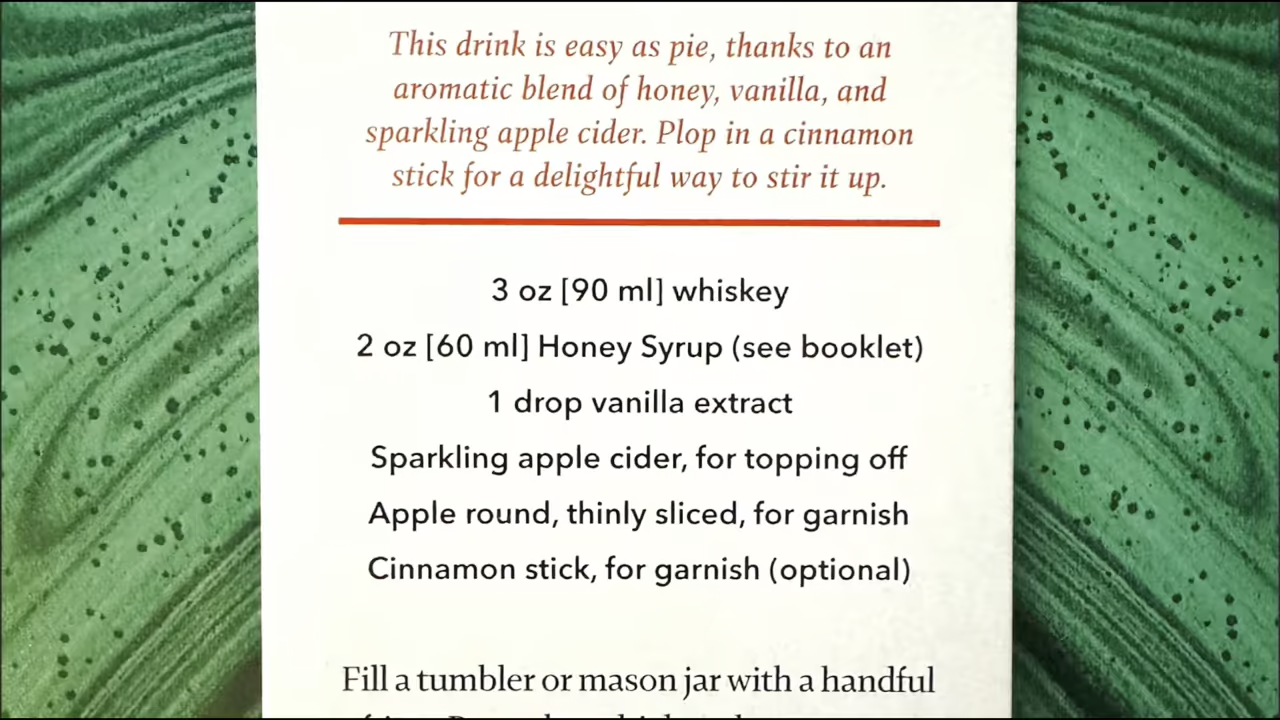 This drink is easy as pie, thanks to an
aromatic blend of honey, vanilla, and
sparkling apple cider. Plop in a cinnamon
stick for a delightful way to stir it up.
3 oz [90 ml] whiskey
2 oz [60 ml] Honey Syrup (see booklet)
1 drop vanilla extract
Sparkling apple cider, for topping off
Apple round, thinly sliced, for garnish
Cinnamon stick, for garnish (optional)
Fill a tumbler or mason jar with a handful